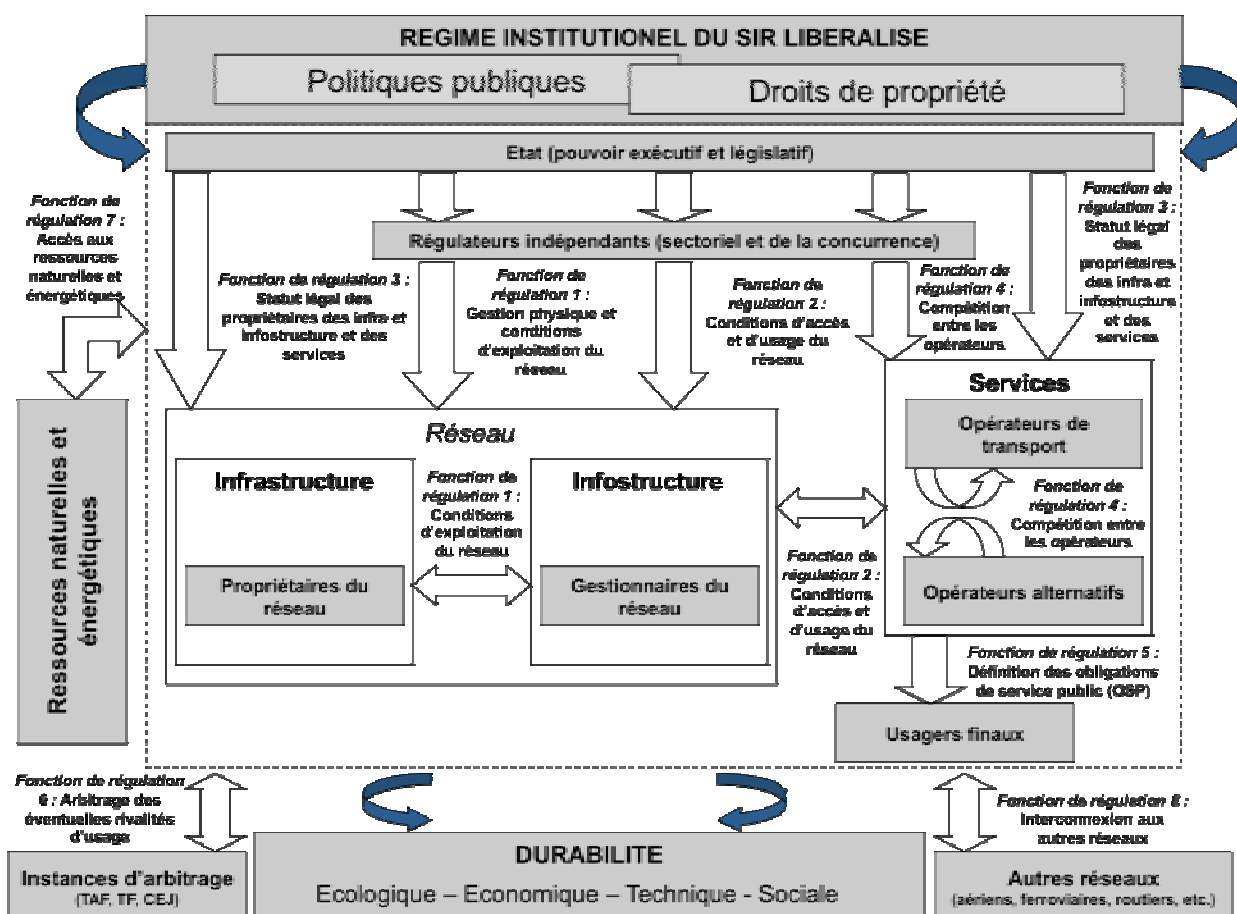 REGIME INSTITUTIONEL DU SIR LIBERALISE
Politiques publiques
Droits de propriété
Etat (pouvoir exécutif et législatif)
Fonction de
régulation 7 :
Accès aux
ressources
naturelles et
énergétiques
Régulateurs indépendants (sectoriel et de la concurrence)
Fonction de régulation 3 :
Statut légal des
propriétaires des infra et
infostructure et des
services
Fonction de
régulation 1 :
Gestion physique et
conditions
d'exploitation du
réseau
Fonction de
régulation 2 :
Conditions d'accès
et d'usage du
réseau
Fonction de
régulation 4 :
Compétition
entre les
opérateurs
Fonction de
régulation 3 :
Statut légal
des
propriétaires
des infra et
infostructure
et des
services
Ressources naturelles et
énergétiques
Réseau
Infrastructure
Propriétaires du
réseau
Fonction de
régulation 1 :
Conditions
d'exploitation
du réseau
Infostructure
Gestionnaires du
réseau
Fonction de
régulation 2 :
Conditions
d'accès et
d'usage du
réseau
Services
Opérateurs de
transport
Fonction de
régulation 4 :
Compétition entre
les opérateurs
Opérateurs alternatifs
Fonction de régulation 5 :
Définition des obligations
de service public (OSP)
Usagers finaux
Fonction de régulation
6 : Arbitrage des
éventuelles rivalités
d'usage
Instances d'arbitrage
(TAF, TF, CEJ)
DURABILITE
Ecologique – Economique – Technique - Sociale
Fonction de régulation 8 :
Interconnexion aux
autres réseaux
Autres réseaux
(aériens, ferroviaires, routiers, etc.)